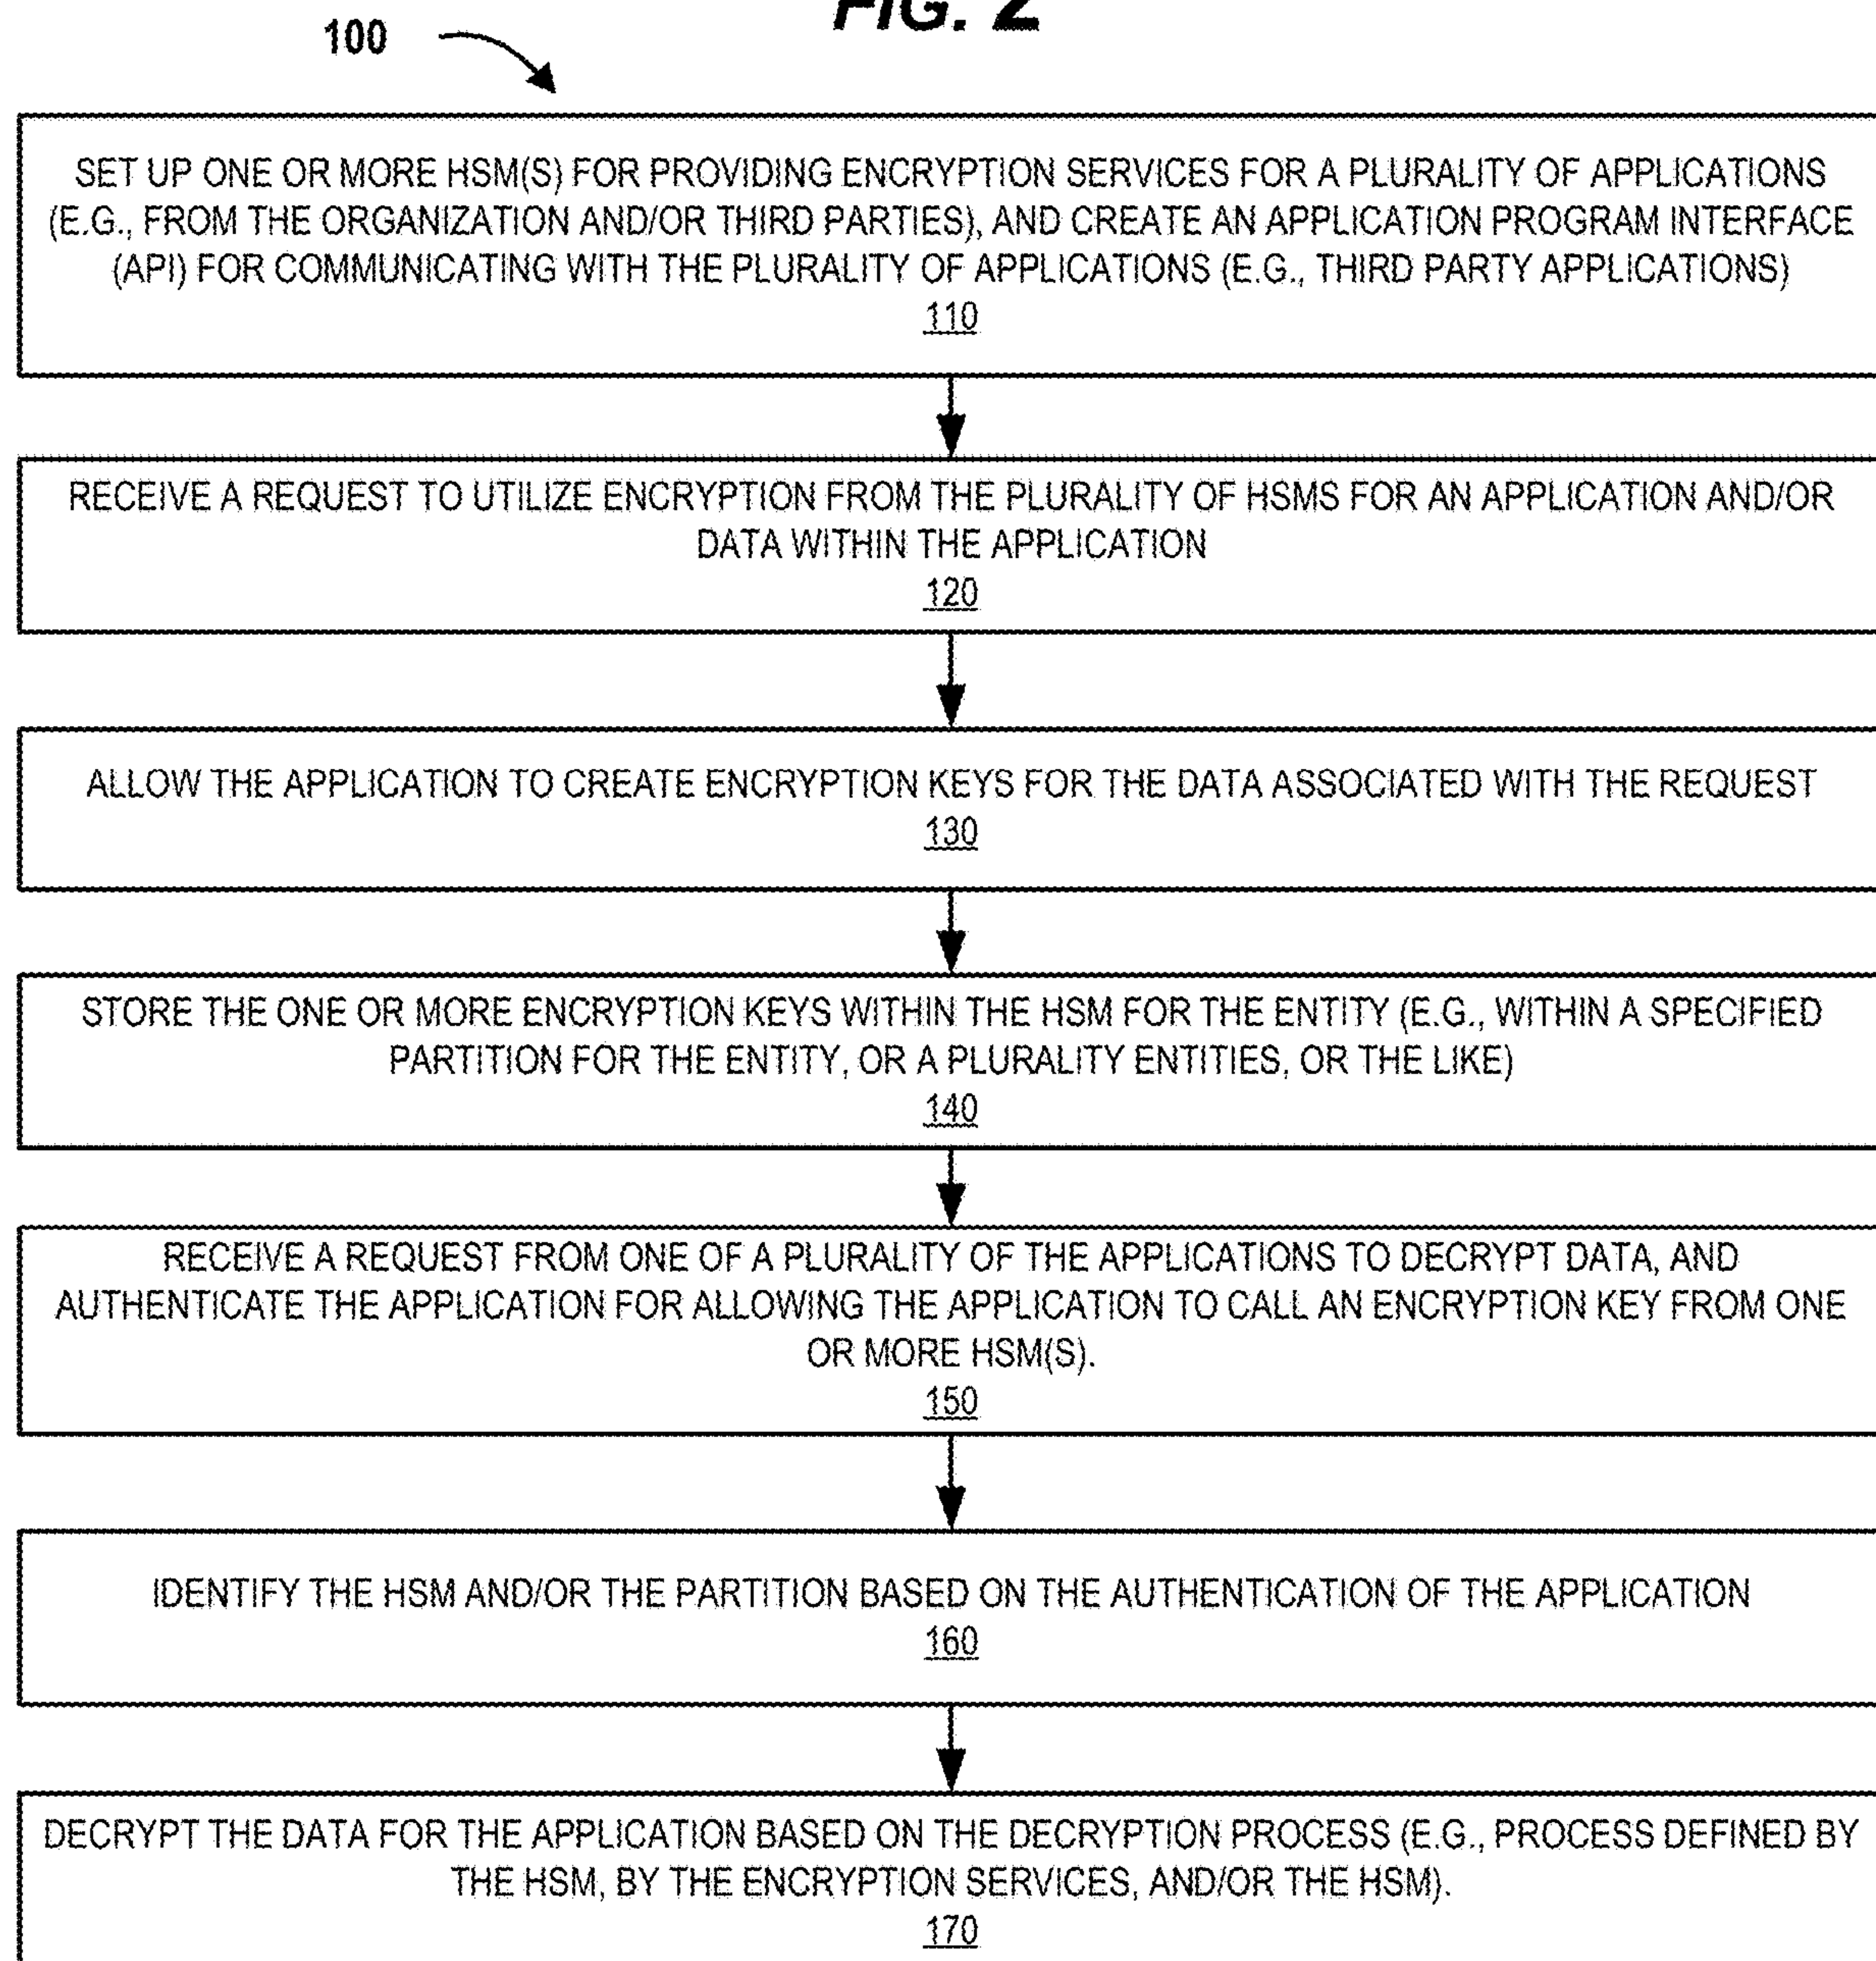 FIG. 2
100
SET UP ONE OR MORE HSM(S) FOR PROVIDING ENCRYPTION SERVICES FOR A PLURALITY OF APPLICATIONS
(E.G., FROM THE ORGANIZATION AND/OR THIRD PARTIES), AND CREATE AN APPLICATION PROGRAM INTERFACE
(API) FOR COMMUNICATING WITH THE PLURALITY OF APPLICATIONS (E.G., THIRD PARTY APPLICATIONS)
110
RECEIVE A REQUEST TO UTILIZE ENCRYPTION FROM THE PLURALITY OF HSMS FOR AN APPLICATION AND/OR
DATA WITHIN THE APPLICATION
120
ALLOW THE APPLICATION TO CREATE ENCRYPTION KEYS FOR THE DATA ASSOCIATED WITH THE REQUEST
130
STORE THE ONE OR MORE ENCRYPTION KEYS WITHIN THE HSM FOR THE ENTITY (E.G., WITHIN A SPECIFIED
PARTITION FOR THE ENTITY, OR A PLURALITY ENTITIES, OR THE LIKE)
140
RECEIVE A REQUEST FROM ONE OF A PLURALITY OF THE APPLICATIONS TO DECRYPT DATA, AND
AUTHENTICATE THE APPLICATION FOR ALLOWING THE APPLICATION TO CALL AN ENCRYPTION KEY FROM ONE
OR MORE HSM(S).
150
IDENTIFY THE HSM AND/OR THE PARTITION BASED ON THE AUTHENTICATION OF THE APPLICATION
160
DECRYPT THE DATA FOR THE APPLICATION BASED ON THE DECRYPTION PROCESS (E.G., PROCESS DEFINED BY
THE HSM, BY THE ENCRYPTION SERVICES, AND/OR THE HSM).
170